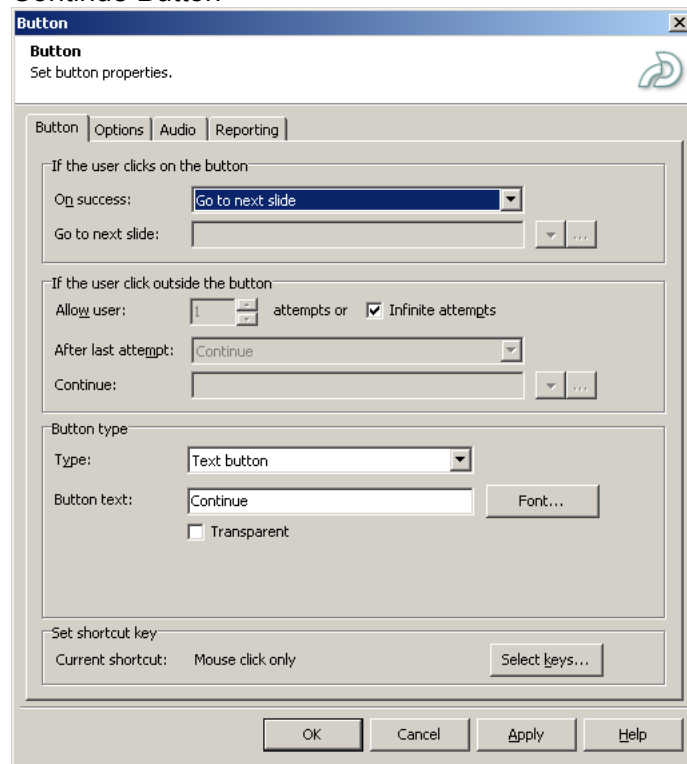 Continue Button
Button
Button
Set button properties.
Button Options Audio Reporting
If the user clicks on the button
On success: Go to next slide
Go to next slide: ...
If the user click outside the button
Allow user: 1 attempts or Infinite attempts
After last attempt: Continue
Continue: ...
Button type
Type: Text button
Button text: Continue Font...
Transparent
Set shortcut key
Current shortcut: Mouse click only Select keys...
OK Cancel Apply Help